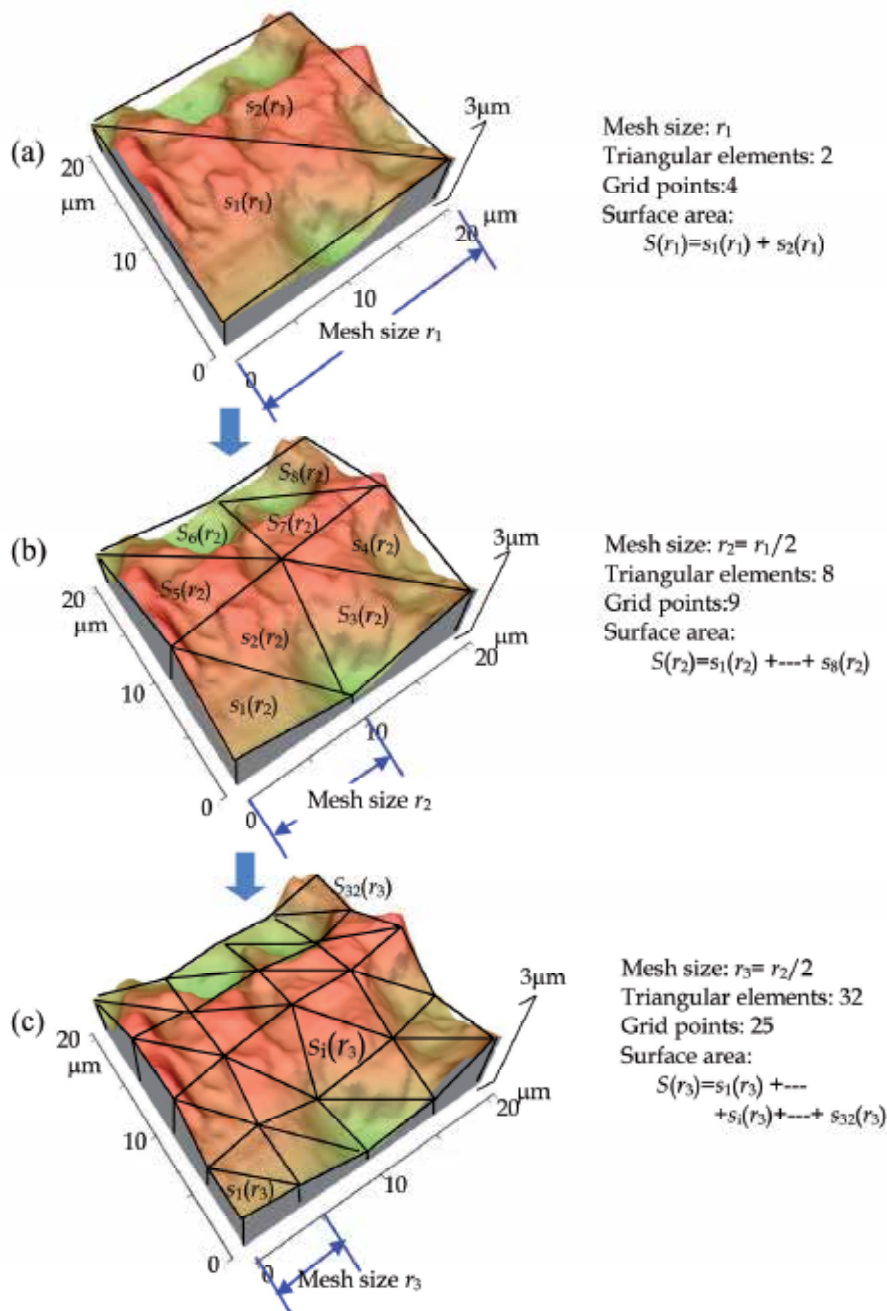 s₂(r₁)
3μm
(a)
20
μm
s₁(r₁)
10
20
μm
10
0
0
Mesh size r₁
Mesh size: r₁
Triangular elements: 2
Grid points:4
Surface area:
S(r₁)=s₁(r₁) + s₂(r₁)
S₈(r₂)
S₆(r₂)
S₇(r₂)
s₄(r₂)
3μm
(b)
20
μm
S₅(r₂)
S₃(r₂)
s₂(r₂)
20
μm
10
s₁(r₂)
10
0
0
Mesh size r₂
Mesh size: r₂= r₁/2
Triangular elements: 8
Grid points:9
Surface area:
S(r₂)=s₁(r₂) +---+ s₈(r₂)
S₃₂(r₃)
3μm
(c)
20
μm
Sᵢ(r₃)
20
μm
10
s₁(r₃)
10
0
0
Mesh size r₃
Mesh size: r₃= r₂/2
Triangular elements: 32
Grid points: 25
Surface area:
S(r₃)=s₁(r₃) +---
+sᵢ(r₃)+---+ s₃₂(r₃)